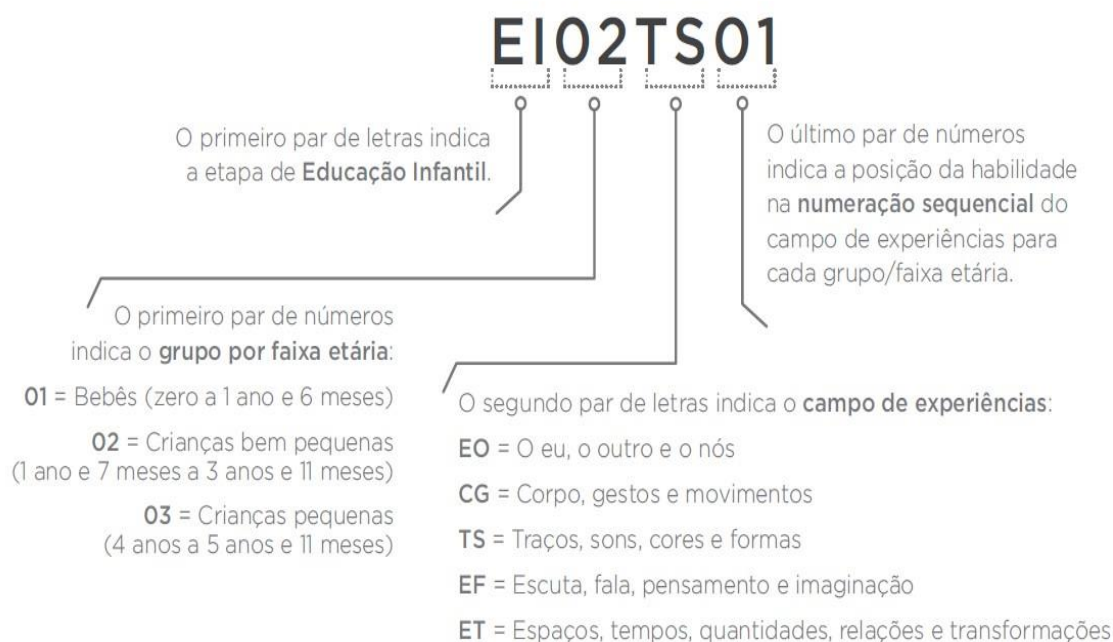 EI02TS01
O primeiro par de letras indica
a etapa de Educação Infantil.
O último par de números
indica a posição da habilidade
na numeração sequencial do
campo de experiências para
cada grupo/faixa etária.
O primeiro par de números
indica o grupo por faixa etária:
01 = Bebês (zero a 1 ano e 6 meses)
02 = Crianças bem pequenas
(1 ano e 7 meses a 3 anos e 11 meses)
03 = Crianças pequenas
(4 anos a 5 anos e 11 meses)
O segundo par de letras indica o campo de experiências:
EO = O eu, o outro e o nós
CG = Corpo, gestos e movimentos
TS = Traços, sons, cores e formas
EF = Escuta, fala, pensamento e imaginação
ET = Espaços, tempos, quantidades, relações e transformações